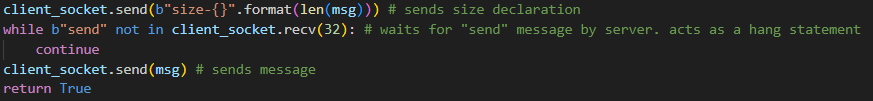 client_socket.send(b"size-{}".format(len(msg))) # sends size declaration
while b"send" not in client_socket.recv(32): # waits for "send" message by server. acts as a hang statement
    continue
client_socket.send(msg) # sends message
return True